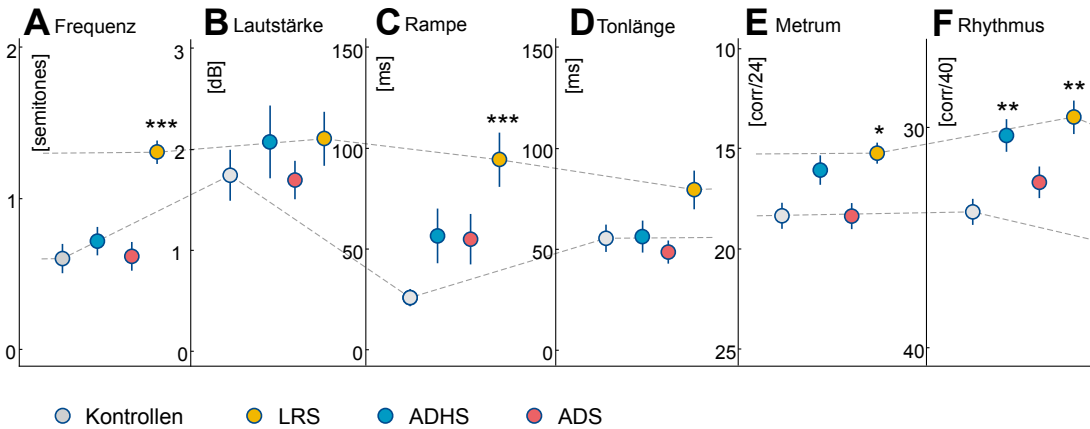 A Frequenz
B Lautstärke
C Rampe
D Tonlänge
E Metrum
F Rhythmus
[semitones]
[dB]
[ms]
[ms]
[corr/24]
[corr/40]
2
1
0
***
3
2
1
0
150
100
50
0
***
150
100
50
0
10
15
20
25
*
30
40
**
**
Kontrollen
LRS
ADHS
ADS